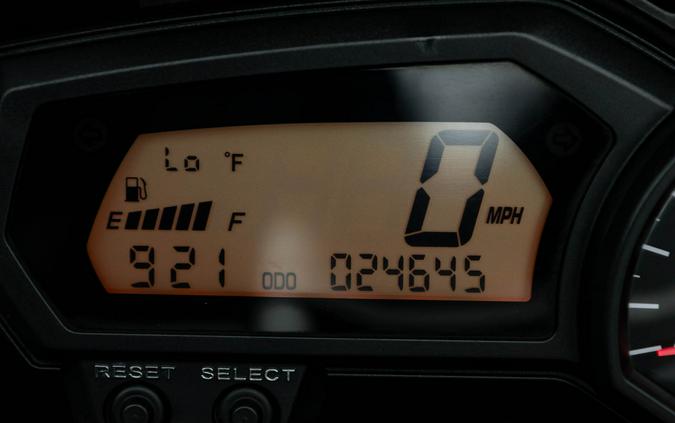 Lo °F
0 MPH
E F
921 ODO 024645
RESET SELECT